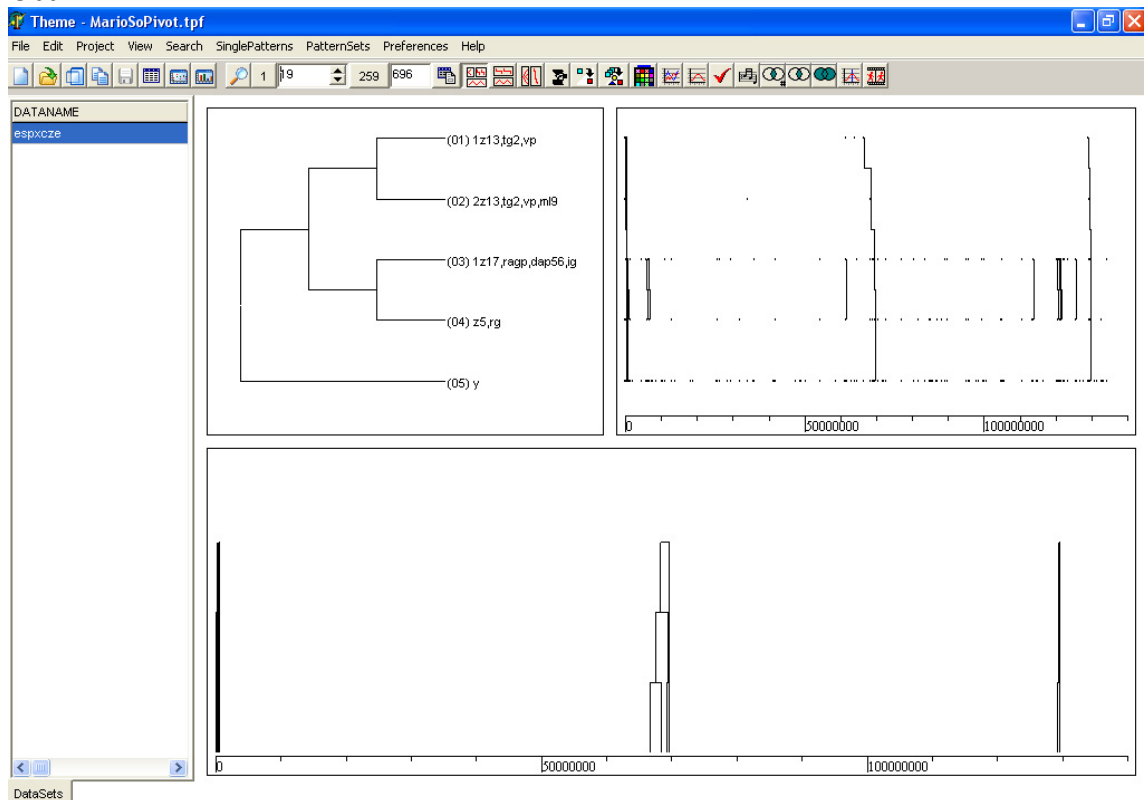 Theme - MarioSoPivot.tpf
File Edit Project View Search SinglePatterns PatternSets Preferences Help
1 19 259 696
DATANAME
espxcze
(01) 1z13,tg2,vp
(02) 2z13,tg2,vp,ml9
(03) 1z17,ragp,dap56,ig
(04) z5,rg
(05) y
0 50000000 100000000
0 50000000 100000000
DataSets